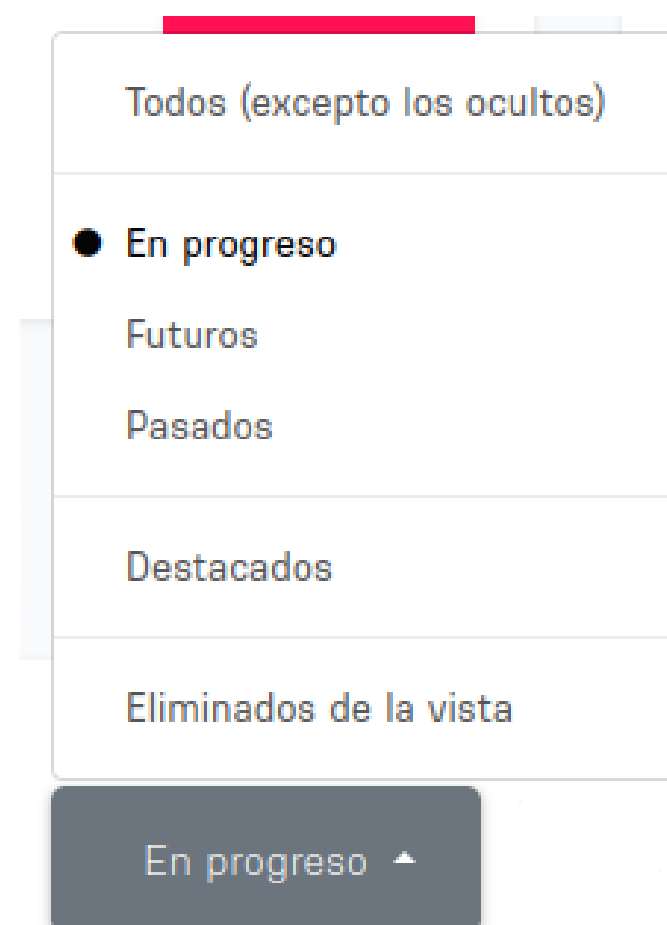 Todos (excepto los ocultos)
En progreso
Futuros
Pasados
Destacados
Eliminados de la vista
En progreso